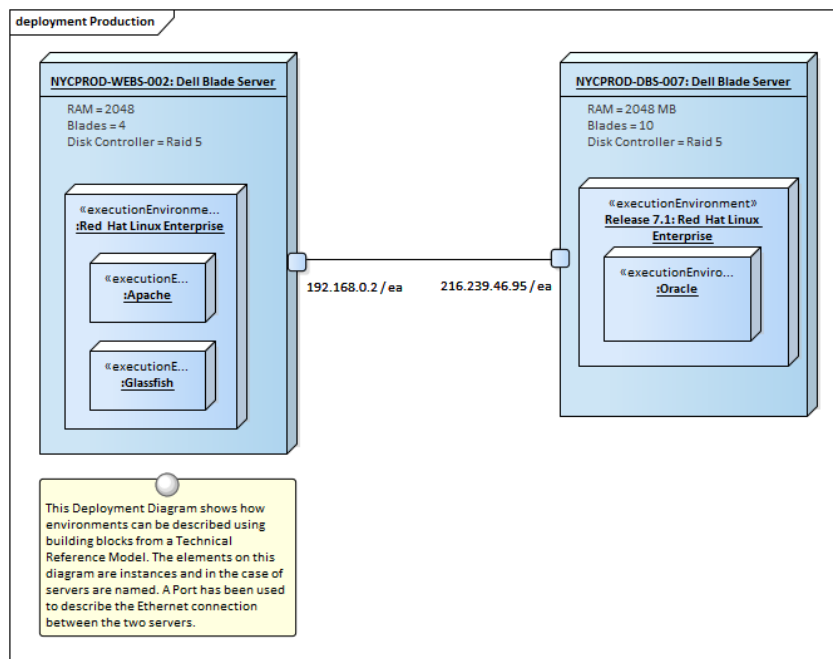 deployment Production
NYCPROD-WEBS-002: Dell Blade Server
RAM = 2048
Blades = 4
Disk Controller = Raid 5
«executionEnvironme...
:Red Hat Linux Enterprise
«executionE...
:Apache
«executionE...
:Glassfish
192.168.0.2 / ea
216.239.46.95 / ea
NYCPROD-DBS-007: Dell Blade Server
RAM = 2048 MB
Blades = 10
Disk Controller = Raid 5
«executionEnvironment»
Release 7.1: Red Hat Linux
Enterprise
«executionEnviro...
:Oracle
This Deployment Diagram shows how
environments can be described using
building blocks from a Technical
Reference Model. The elements on this
diagram are instances and in the case of
servers are named. A Port has been used
to describe the Ethernet connection
between the two servers.